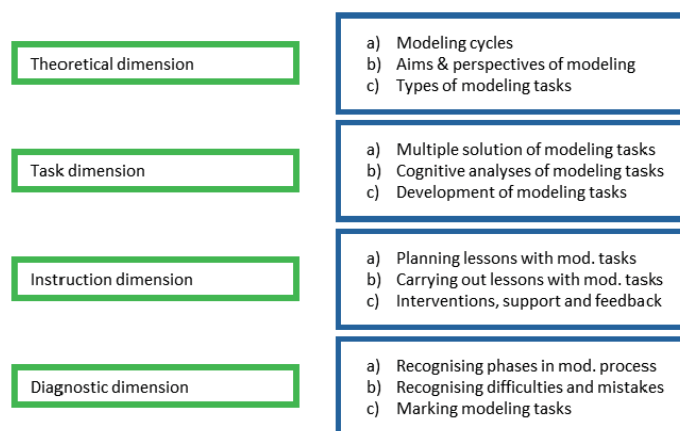 Theoretical dimension
a) Modeling cycles
b) Aims & perspectives of modeling
c) Types of modeling tasks
Task dimension
a) Multiple solution of modeling tasks
b) Cognitive analyses of modeling tasks
c) Development of modeling tasks
Instruction dimension
a) Planning lessons with mod. tasks
b) Carrying out lessons with mod. tasks
c) Interventions, support and feedback
Diagnostic dimension
a) Recognising phases in mod. process
b) Recognising difficulties and mistakes
c) Marking modeling tasks